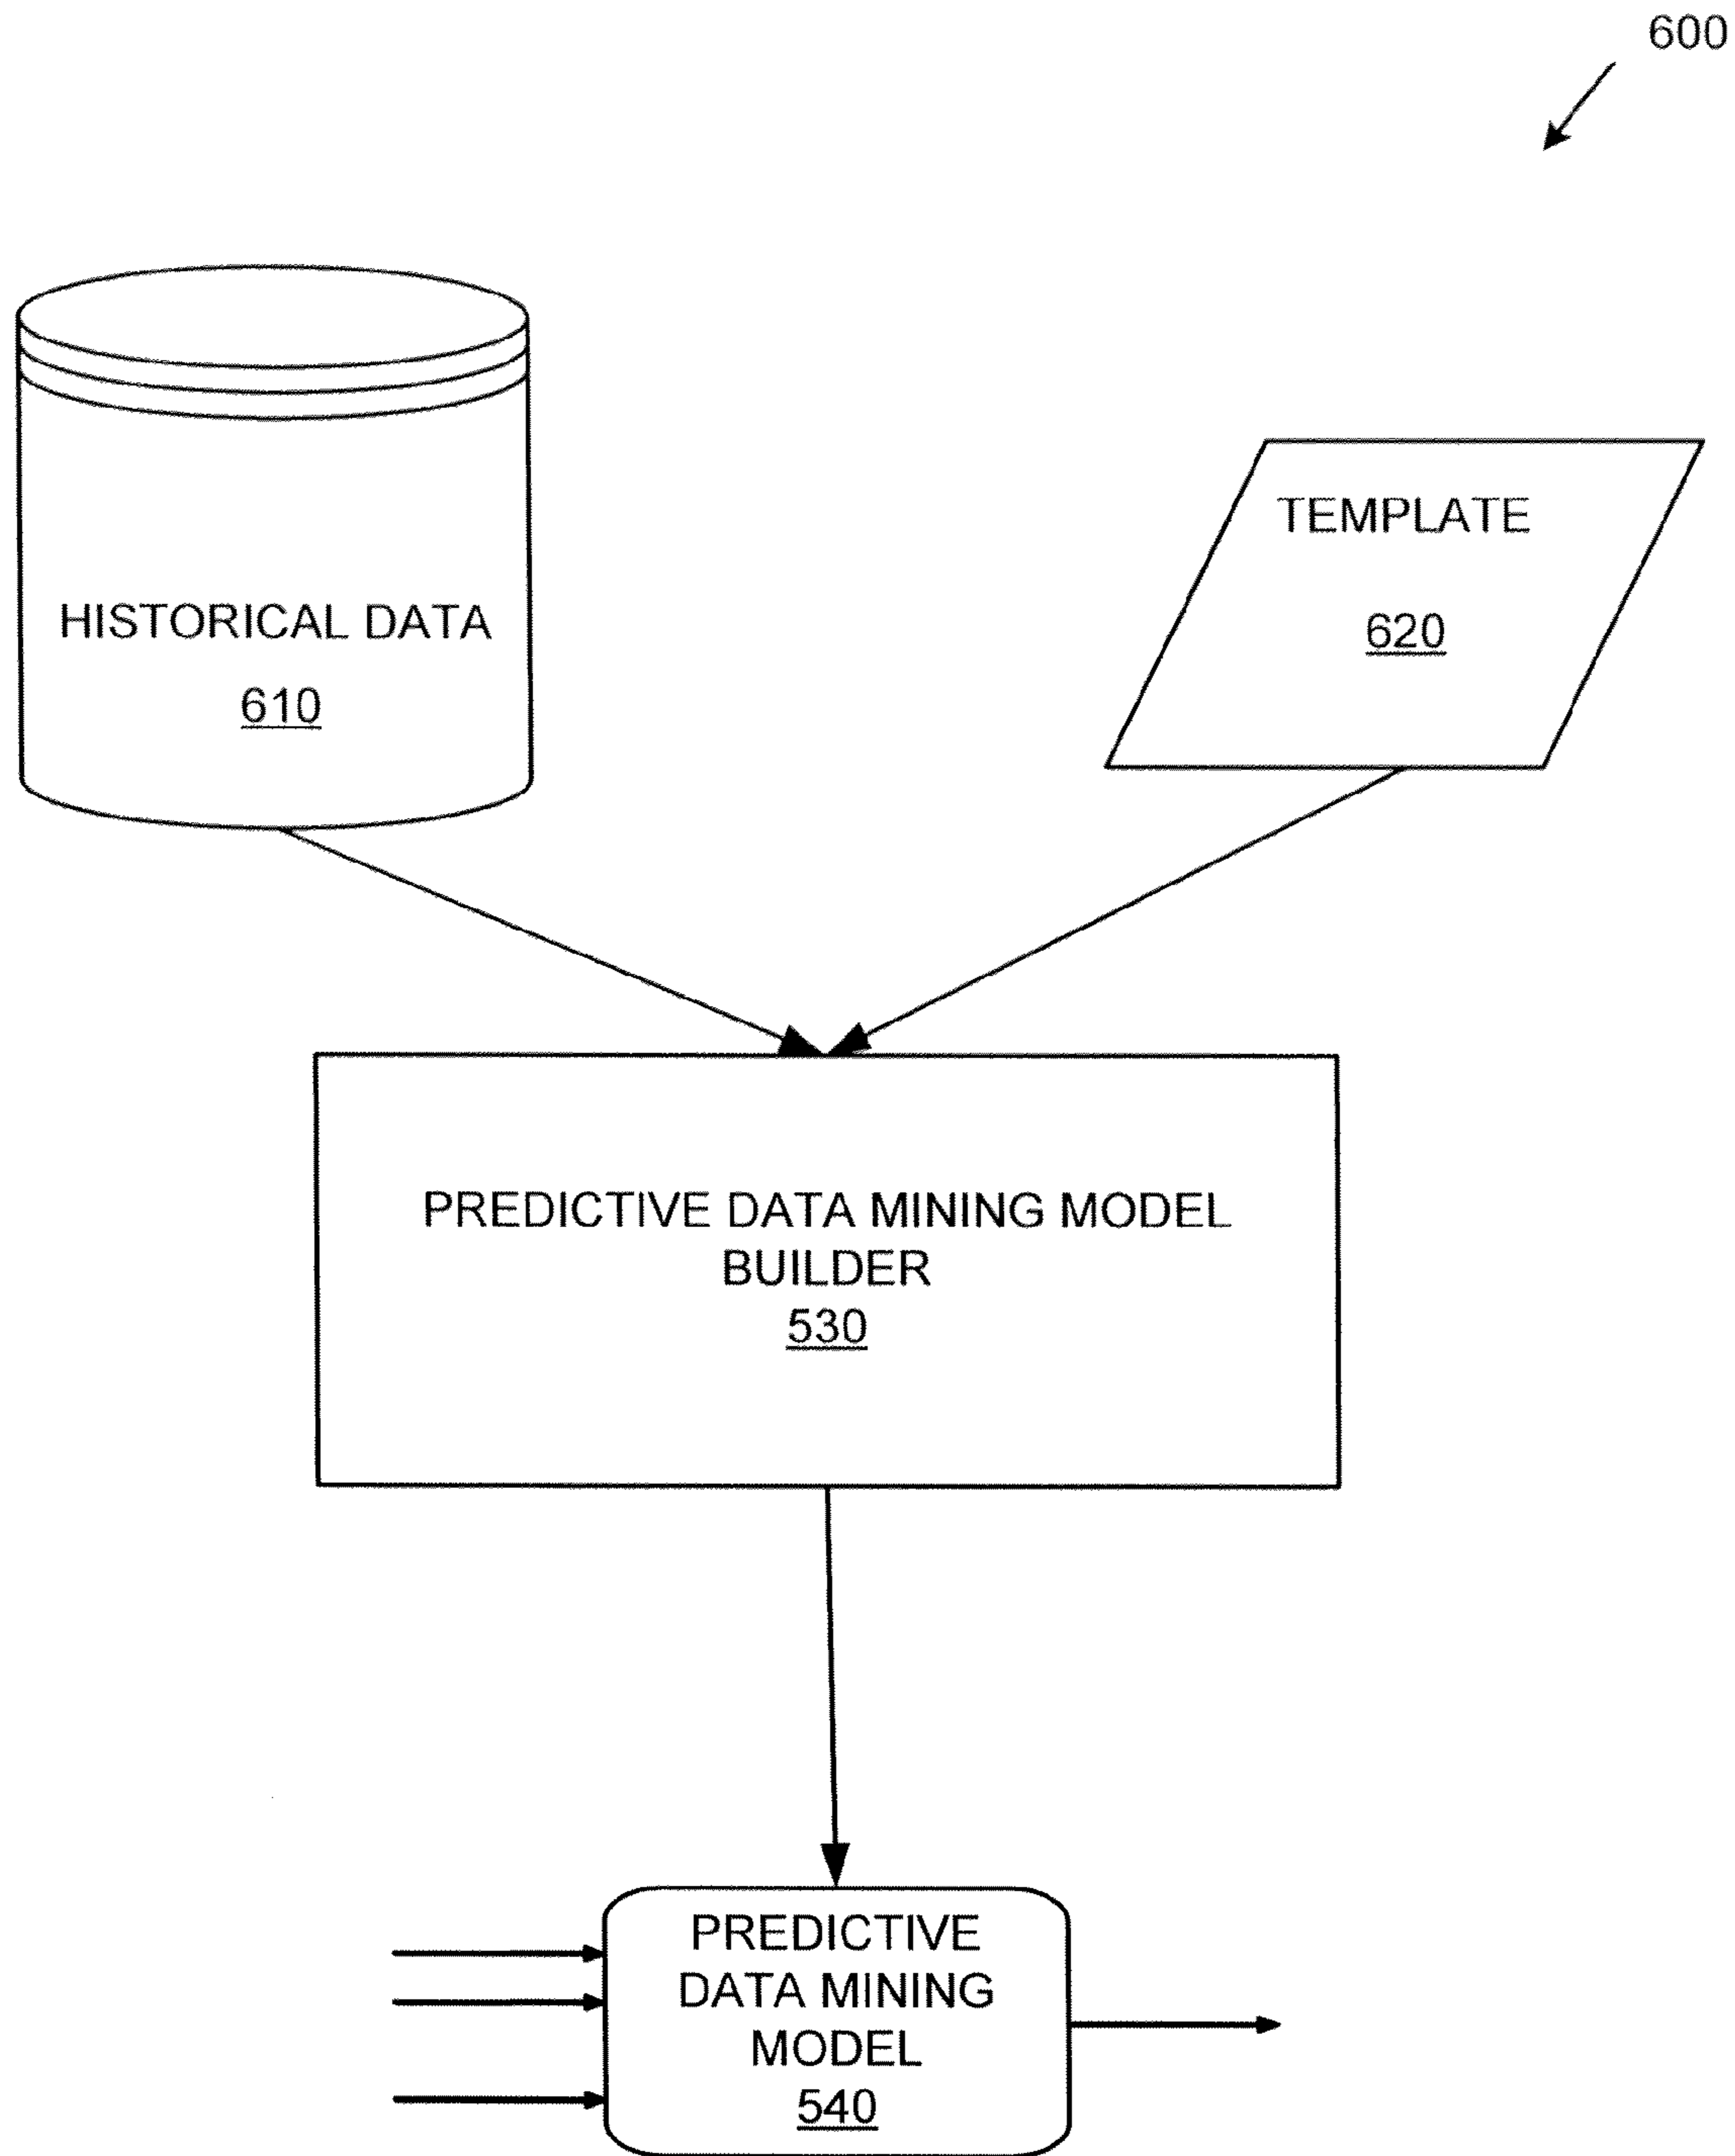 600
HISTORICAL DATA
610
TEMPLATE
620
PREDICTIVE DATA MINING MODEL
BUILDER
530
PREDICTIVE
DATA MINING
MODEL
540